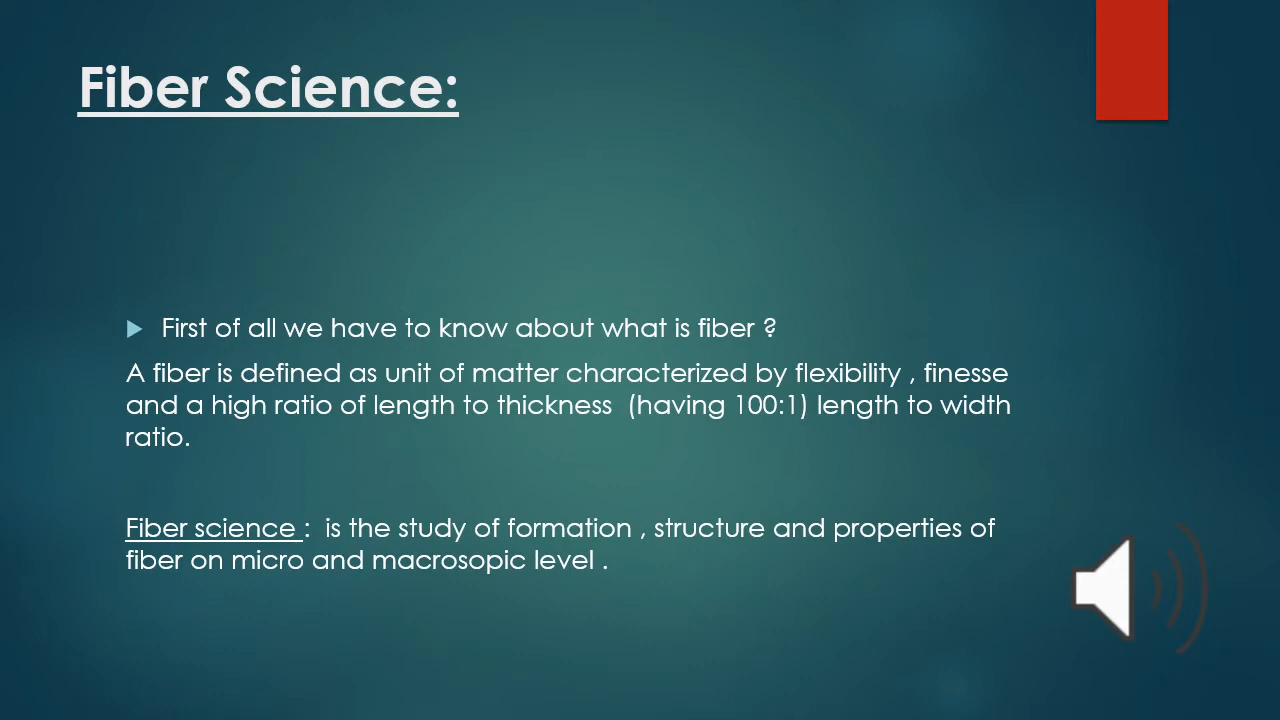 Fiber Science:
First of all we have to know about what is fiber ?
A fiber is defined as unit of matter characterized by flexibility , finesse
and a high ratio of length to thickness  (having 100:1) length to width
ratio.
Fiber science :  is the study of formation , structure and properties of
fiber on micro and macrosopic level .